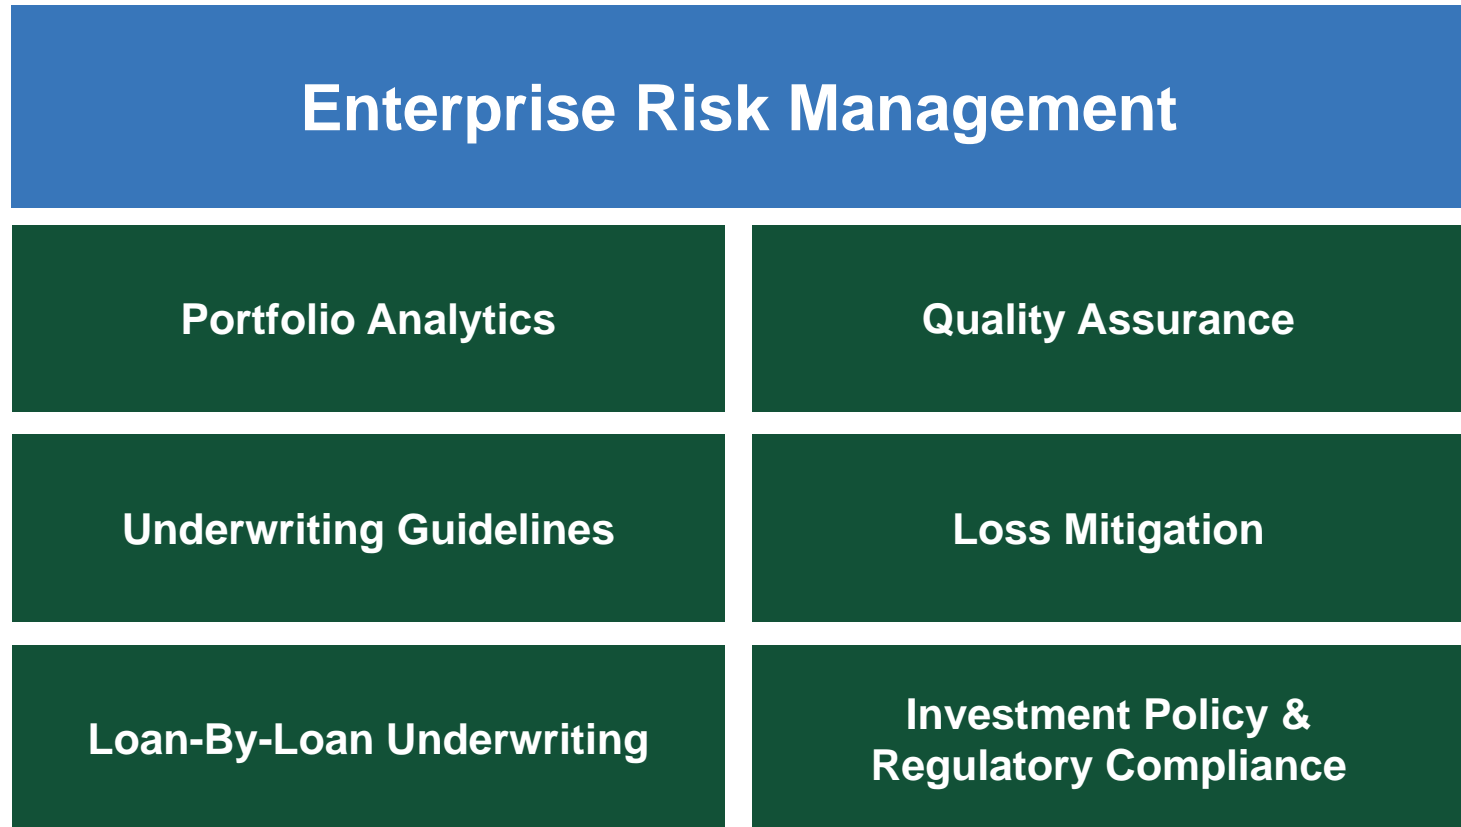 Enterprise Risk Management
Portfolio Analytics
Quality Assurance
Underwriting Guidelines
Loss Mitigation
Loan-By-Loan Underwriting
Investment Policy &
Regulatory Compliance